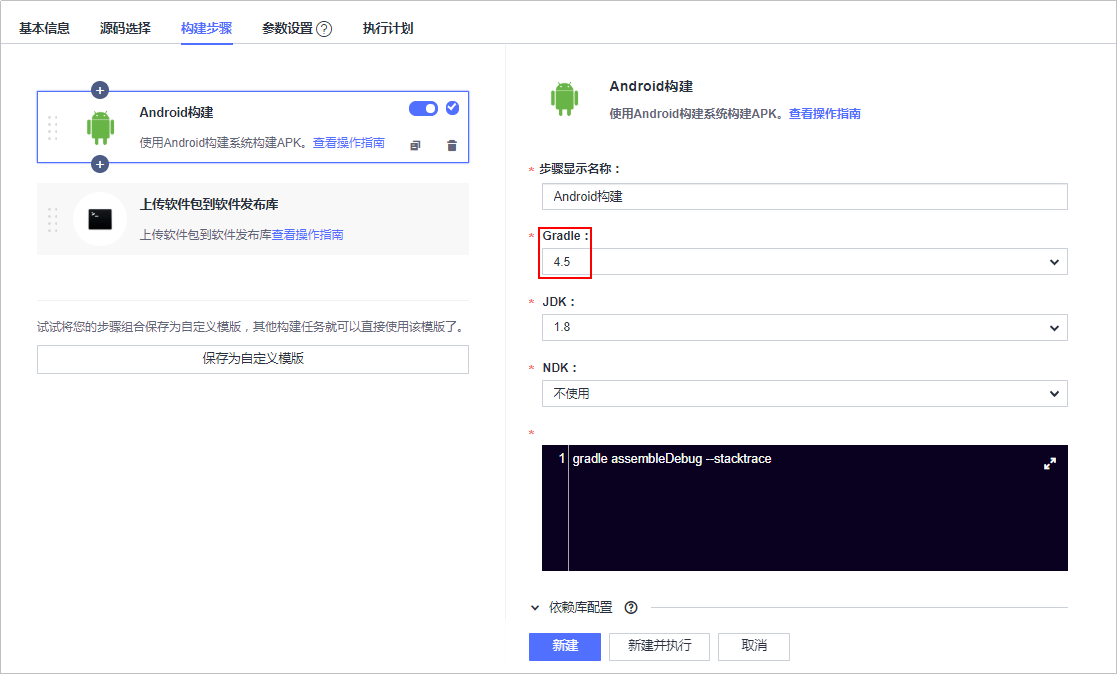 基本信息 源码选择 构建步骤 参数设置 ? 执行计划
Android构建
使用Android构建系统构建APK。查看操作指南
上传软件包到软件发布库
上传软件包到软件发布库查看操作指南
试试将您的步骤组合保存为自定义模版，其他构建任务就可以直接使用该模版了。
保存为自定义模版
Android构建
使用Android构建系统构建APK。查看操作指南
* 步骤显示名称：
Android构建
* Gradle：
4.5
* JDK：
1.8
* NDK：
不使用
*
1 gradle assembleDebug --stacktrace
依赖库配置 ?
新建 新建并执行 取消